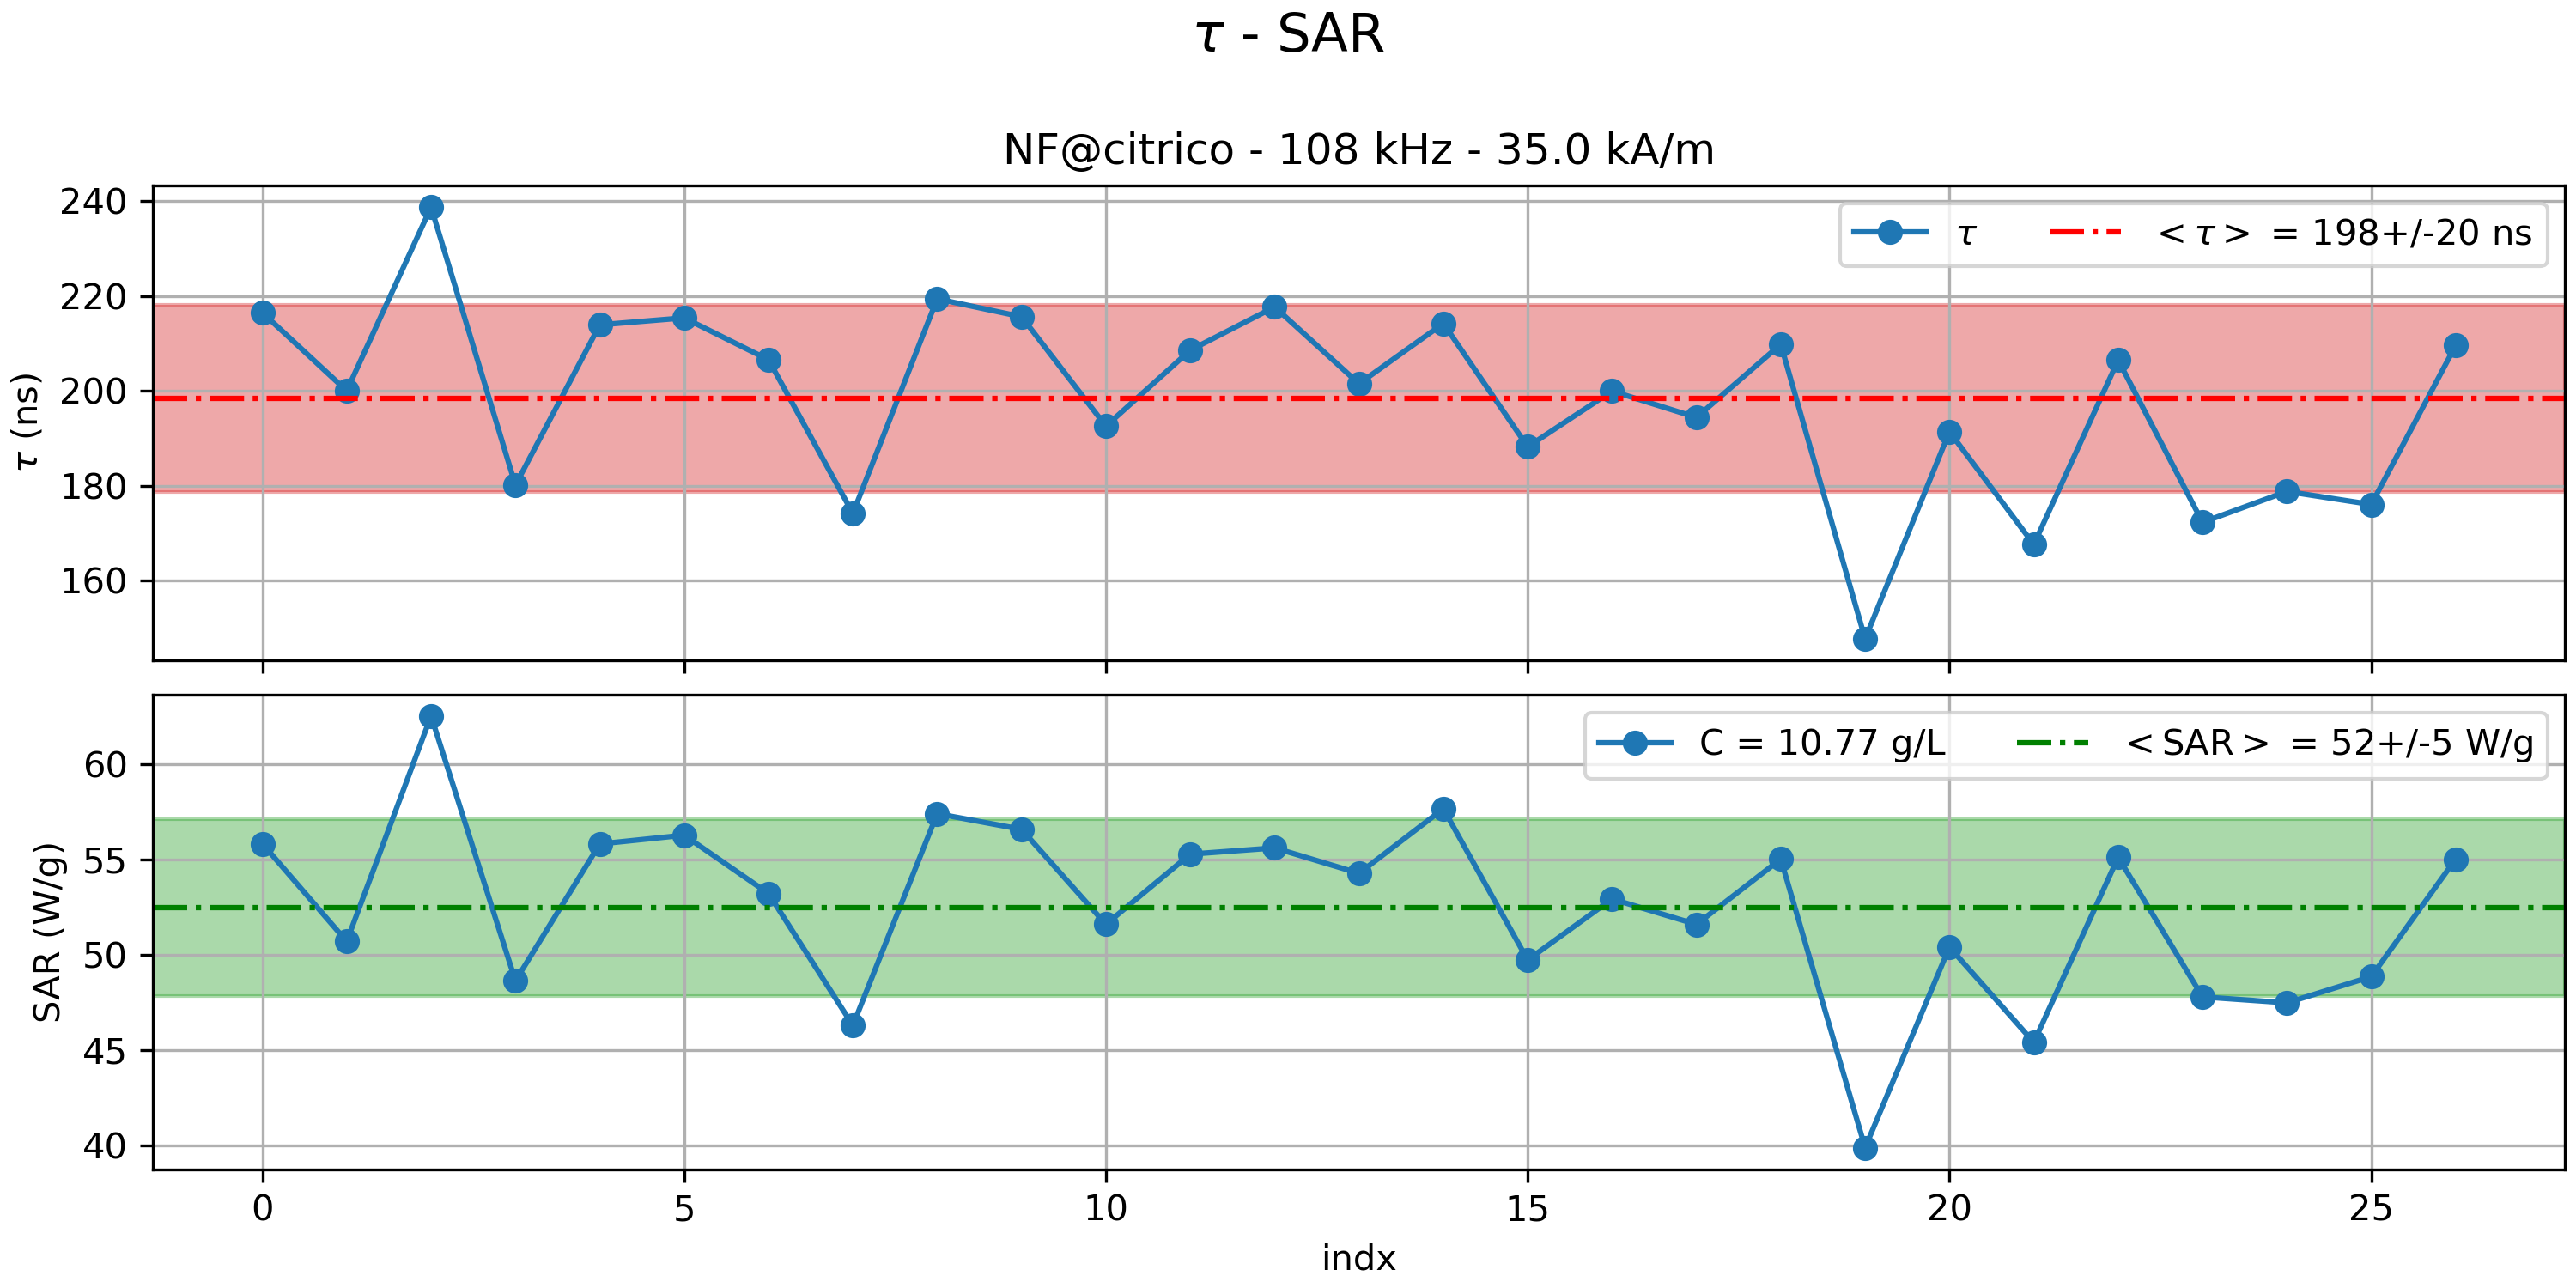 τ - SAR
NF@citrico - 108 kHz - 35.0 kA/m
240
220
200
180
160
τ (ns)
τ
<τ> = 198+/-20 ns
60
55
50
45
40
SAR (W/g)
C = 10.77 g/L
<SAR> = 52+/-5 W/g
0 5 10 15 20 25
indx